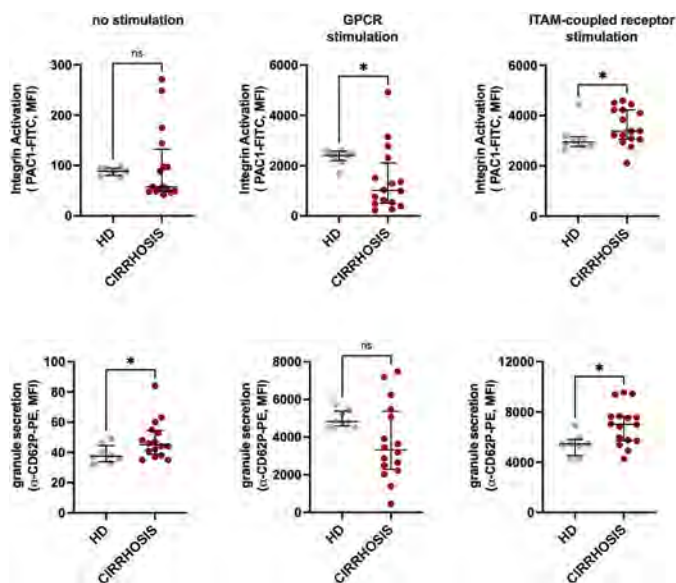 no stimulation
GPCR
stimulation
ITAM-coupled receptor
stimulation
Integrin Activation
( PAC1-FITC, MFI)
300
200
100
0
ns
HD
CIRRHOSIS
Integrin Activation
( PAC1-FITC, MFI)
6000
4000
2000
0
*
HD
CIRRHOSIS
Integrin Activation
( PAC1-FITC, MFI)
6000
4000
2000
0
*
HD
CIRRHOSIS
granule secretion
(α-CD62P-PE, MFI)
100
80
60
40
20
0
*
HD
CIRRHOSIS
granule secretion
(α-CD62P-PE, MFI)
8000
6000
4000
2000
0
ns
HD
CIRRHOSIS
granule secretion
(α-CD62P-PE, MFI)
12000
8000
4000
0
*
HD
CIRRHOSIS